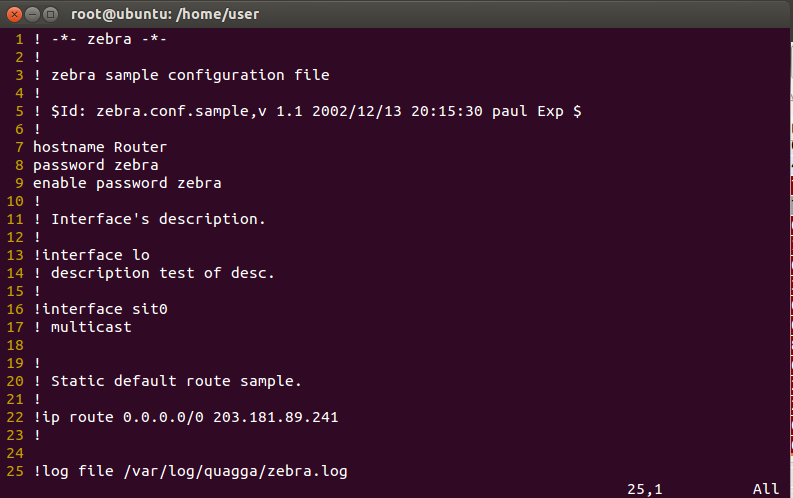 root@ubuntu: /home/user
1 ! -*- zebra -*-
2 !
3 ! zebra sample configuration file
4 !
5 ! $Id: zebra.conf.sample,v 1.1 2002/12/13 20:15:30 paul Exp $
6 !
7 hostname Router
8 password zebra
9 enable password zebra
10 !
11 ! Interface's description.
12 !
13 !interface lo
14 ! description test of desc.
15 !
16 !interface sit0
17 ! multicast
18
19 !
20 ! Static default route sample.
21 !
22 !ip route 0.0.0.0/0 203.181.89.241
23 !
24
25 !log file /var/log/quagga/zebra.log
25,1 All